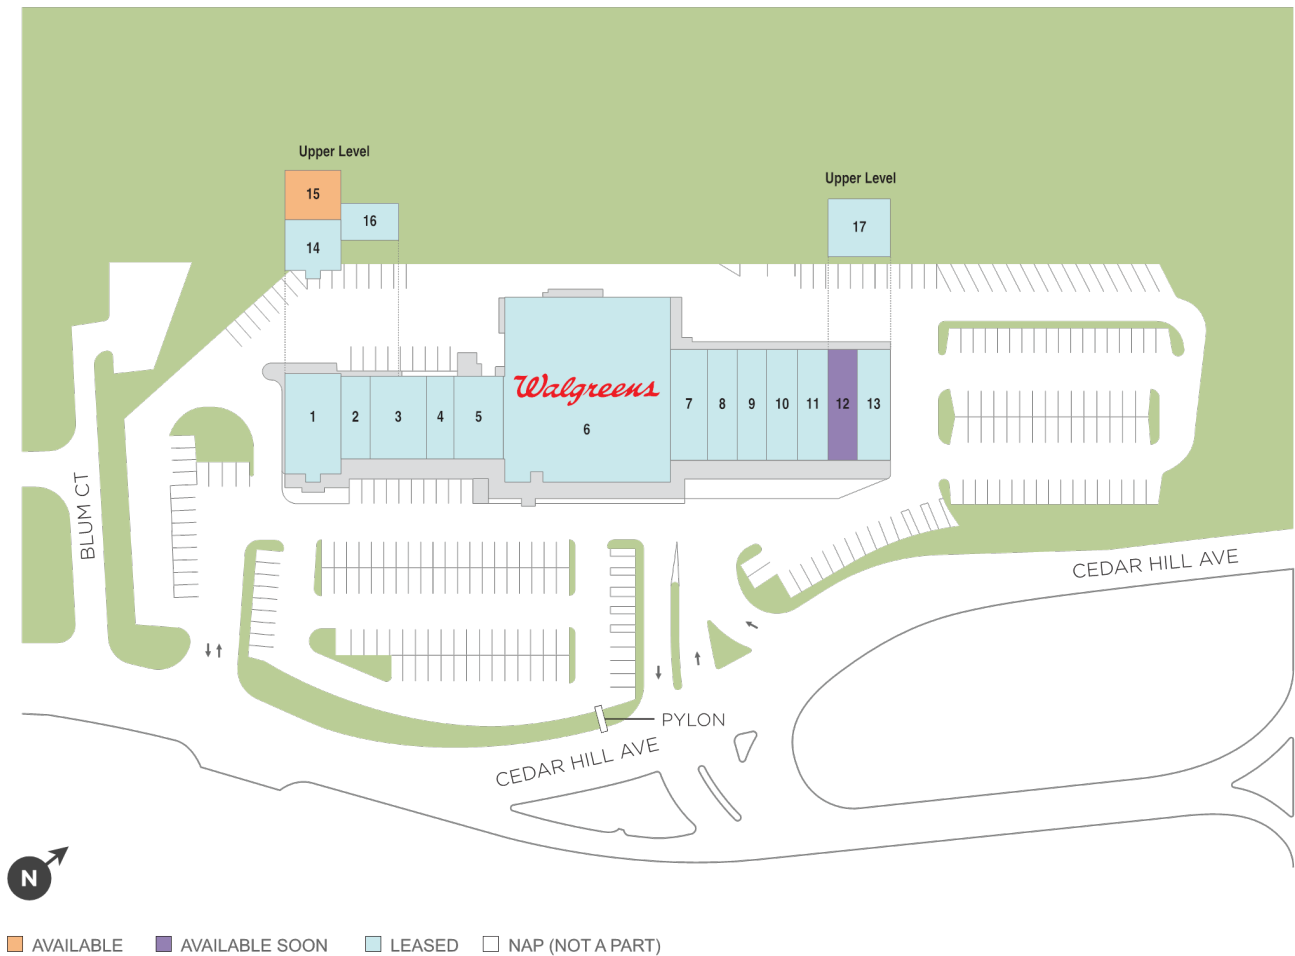 Upper Level
15
16
14
Upper Level
17
Walgreens
1
2
3
4
5
6
7
8
9
10
11
12
13
BLUM CT
CEDAR HILL AVE
PYLON
CEDAR HILL AVE
N
AVAILABLE
AVAILABLE SOON
LEASED
NAP (NOT A PART)